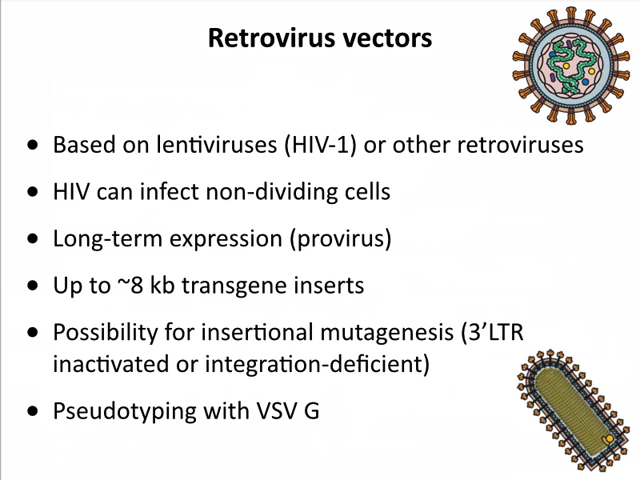 Retrovirus vectors
• Based on lentiviruses (HIV-1) or other retroviruses
• HIV can infect non-dividing cells
• Long-term expression (provirus)
• Up to ~8 kb transgene inserts
• Possibility for insertional mutagenesis (3’LTR
inactivated or integration-deficient)
• Pseudotyping with VSV G